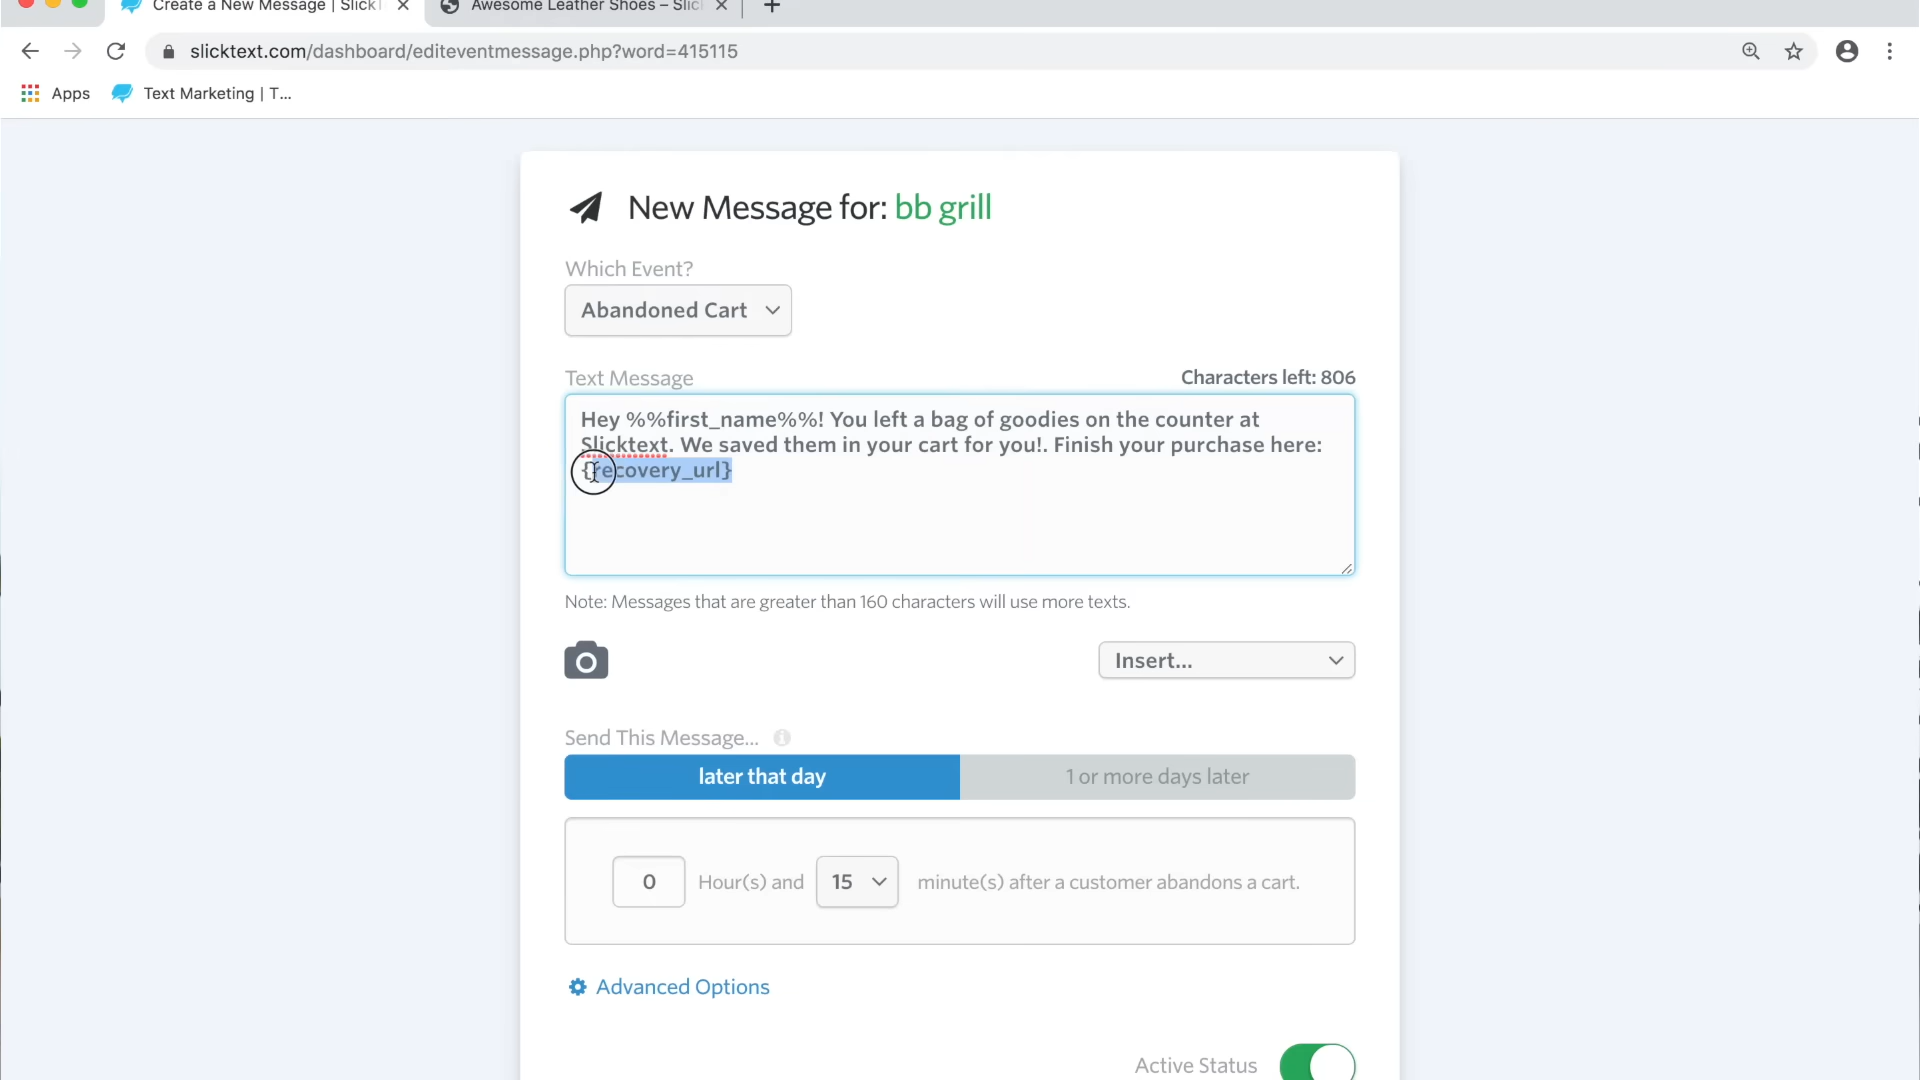 Create a New Message | SlickT
Awesome Leather Shoes – Slic
slicktext.com/dashboard/editeventmessage.php?word=415115
Apps
Text Marketing | T...
New Message for: bb grill
Which Event?
Abandoned Cart
Text Message
Characters left: 806
Hey %%first_name%%! You left a bag of goodies on the counter at
Slicktext. We saved them in your cart for you!. Finish your purchase here:
{recovery_url}
Note: Messages that are greater than 160 characters will use more texts.
Insert...
Send This Message...
later that day
1 or more days later
0
Hour(s) and
15
minute(s) after a customer abandons a cart.
Advanced Options
Active Status